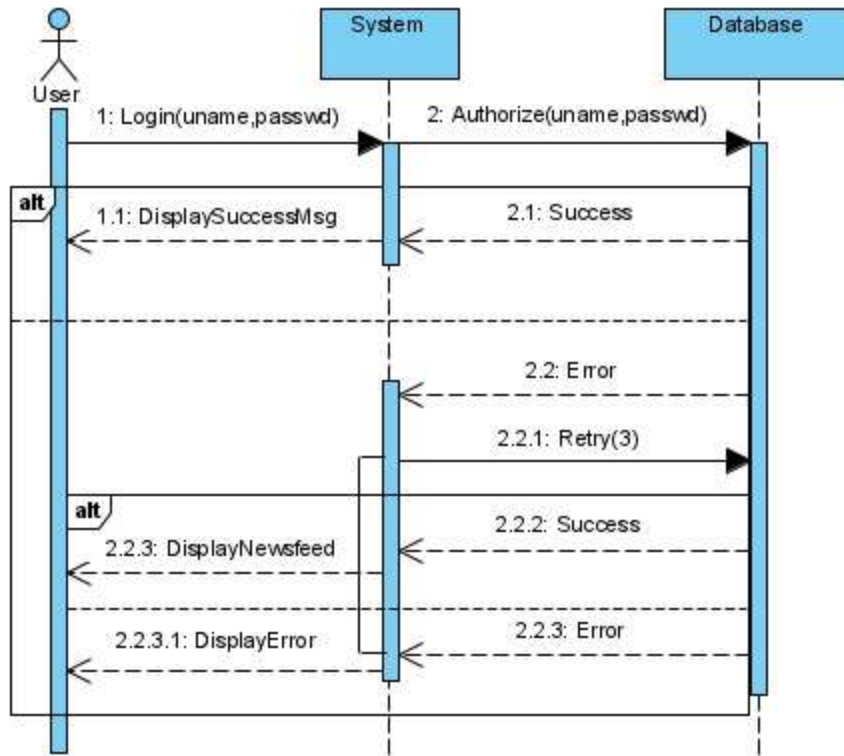 System
Database
User
1: Login(uname,passwd)
2: Authorize(uname,passwd)
alt
1.1: DisplaySuccessMsg
2.1: Success
2.2: Error
2.2.1: Retry(3)
alt
2.2.2: Success
2.2.3: DisplayNewsfeed
2.2.3: Error
2.2.3.1: DisplayError